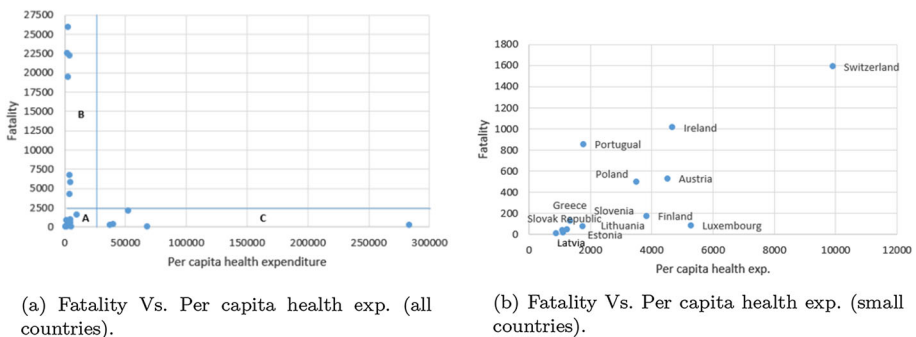 27500
25000
22500
20000
17500
15000
12500
10000
7500
5000
2500
0
Fatality
B
A
C
0 50000 100000 150000 200000 250000 300000
Per capita health expenditure
(a) Fatality Vs. Per capita health exp. (all
countries).
1800
1600
1400
1200
1000
800
600
400
200
0
Fatality
Switzerland
Ireland
Portugual
Poland
Austria
Greece
Slovenia
Finland
Slovak Republic
Lithuania
Luxembourg
Estonia
Latvia
0 2000 4000 6000 8000 10000 12000
Per capita health exp.
(b) Fatality Vs. Per capita health exp. (small
countries).